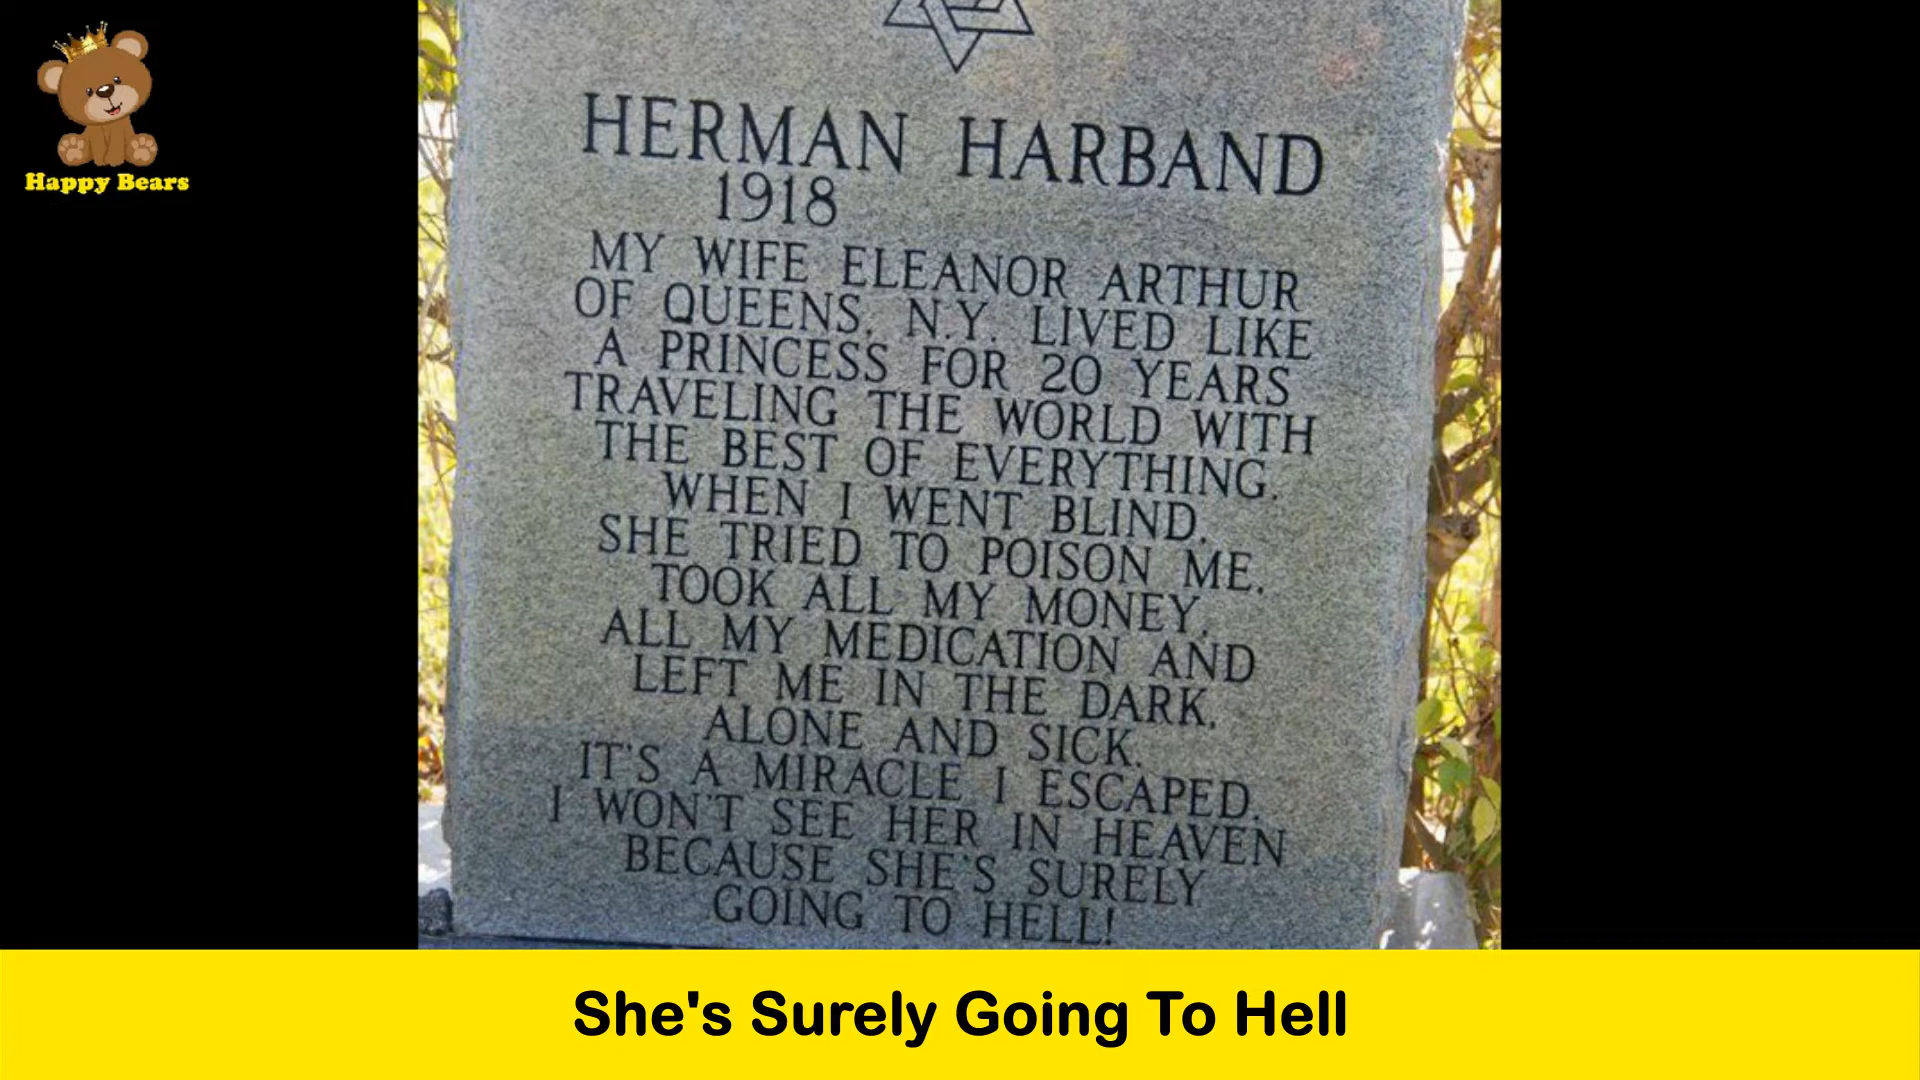 Happy Bears
HERMAN HARBAND
1918
MY WIFE ELEANOR ARTHUR
OF QUEENS, N.Y. LIVED LIKE
A PRINCESS FOR 20 YEARS
TRAVELING THE WORLD WITH
THE BEST OF EVERYTHING.
WHEN I WENT BLIND,
SHE TRIED TO POISON ME,
TOOK ALL MY MONEY,
ALL MY MEDICATION AND
LEFT ME IN THE DARK,
ALONE AND SICK.
IT'S A MIRACLE I ESCAPED.
I WON'T SEE HER IN HEAVEN
BECAUSE SHE'S SURELY
GOING TO HELL!
She's Surely Going To Hell